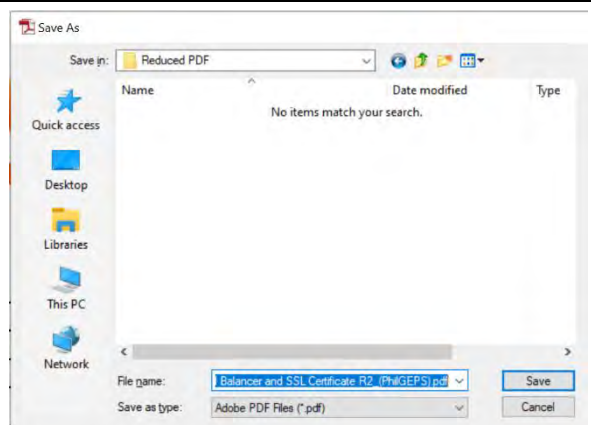 Save As
Save in: Reduced PDF
Name Date modified Type
No items match your search.
Quick access
Desktop
Libraries
This PC
Network
File name: Balancer and SSL Certificate R2_(PhilGEPS).pdf Save
Save as type: Adobe PDF Files (*.pdf) Cancel